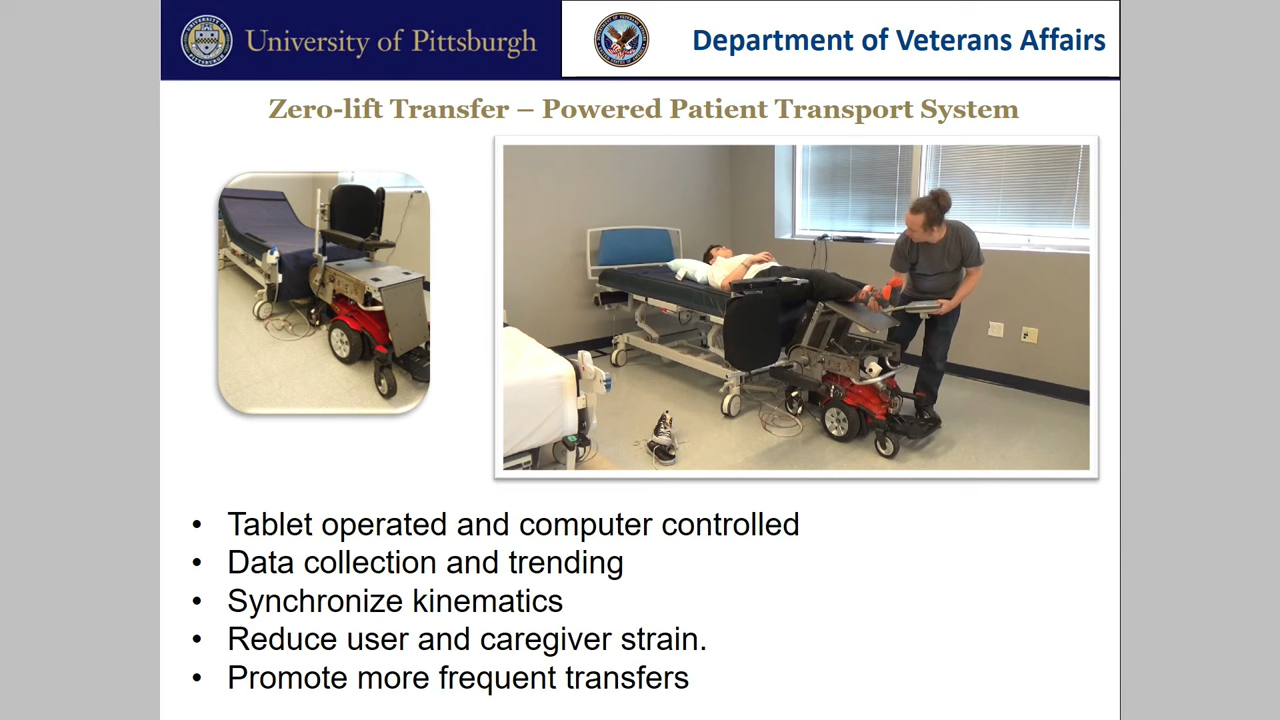 University of Pittsburgh
Department of Veterans Affairs
Zero-lift Transfer – Powered Patient Transport System
• Tablet operated and computer controlled
• Data collection and trending
• Synchronize kinematics
• Reduce user and caregiver strain.
• Promote more frequent transfers